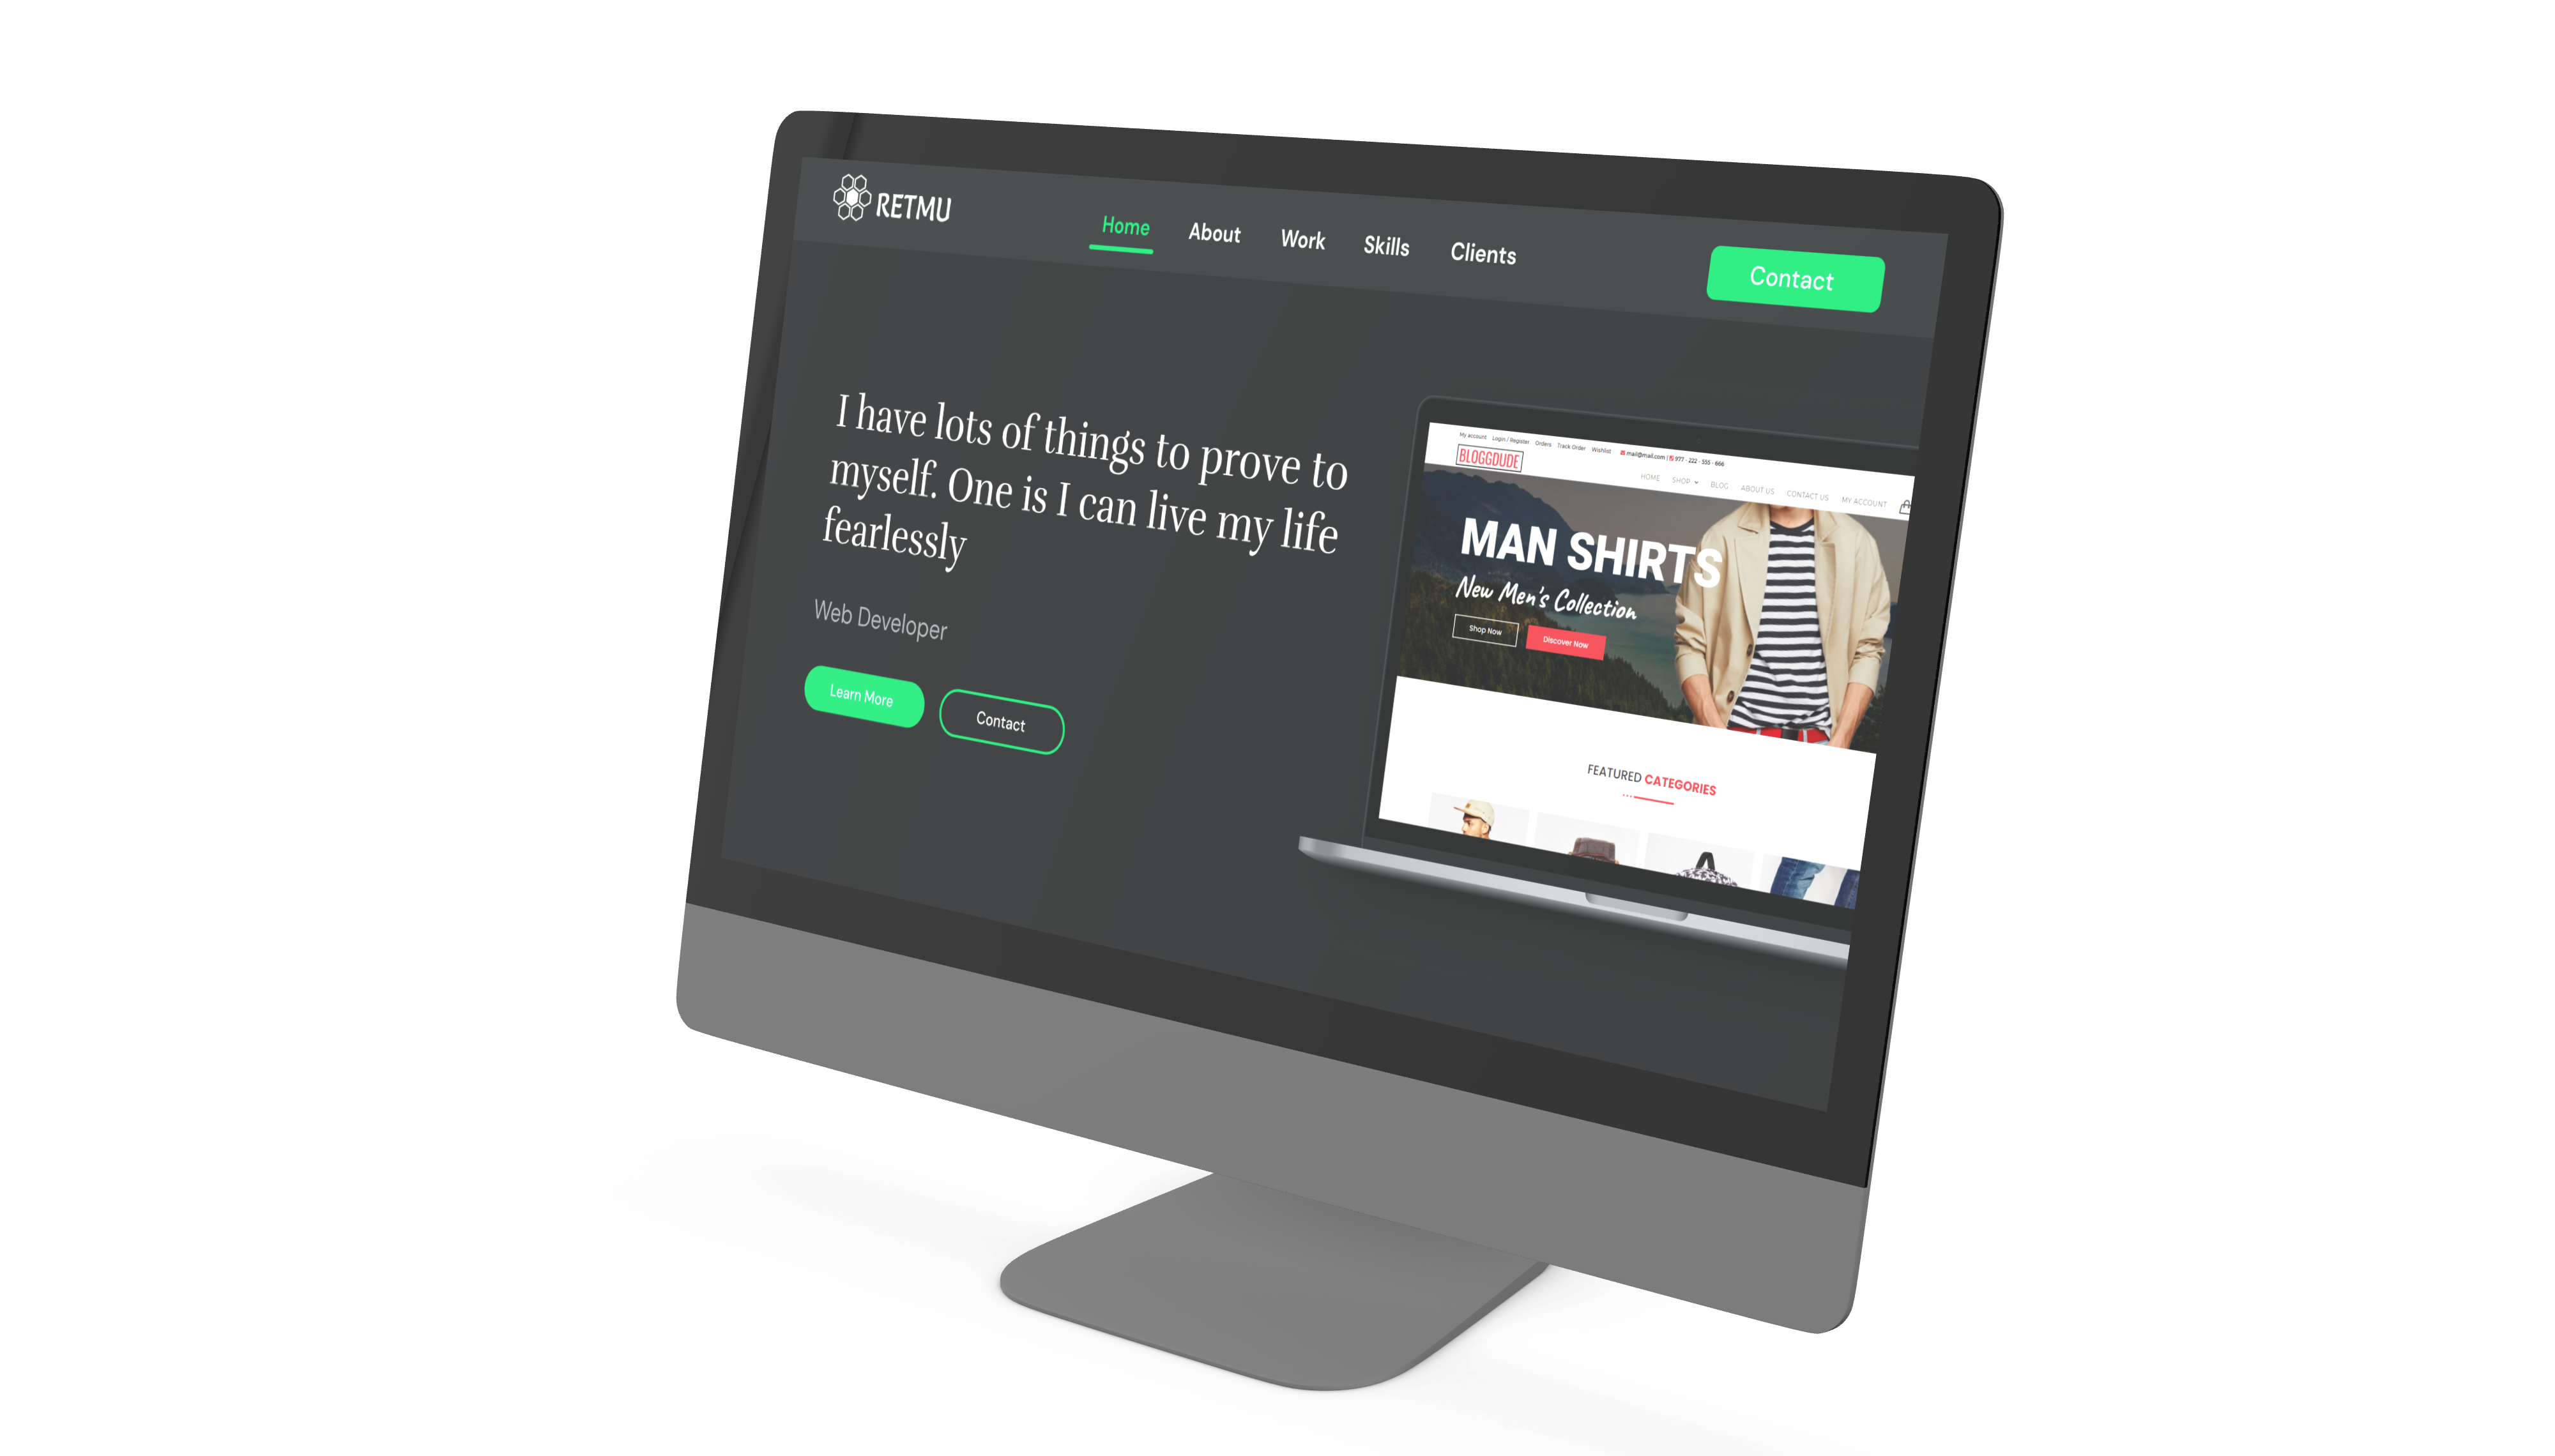 RETMU
Home About Work Skills Clients
Contact
I have lots of things to prove to
myself. One is I can live my life
fearlessly
Web Developer
Learn More Contact
My account Login / Register Orders Track Order Wishlist mail@mail.com | 977 - 222 - 355 - 666
BLOGGDUDE
HOME SHOP BLOG ABOUT US CONTACT US MY ACCOUNT
MAN SHIRTS
New Men's Collection
Shop Now Discover Now
FEATURED CATEGORIES